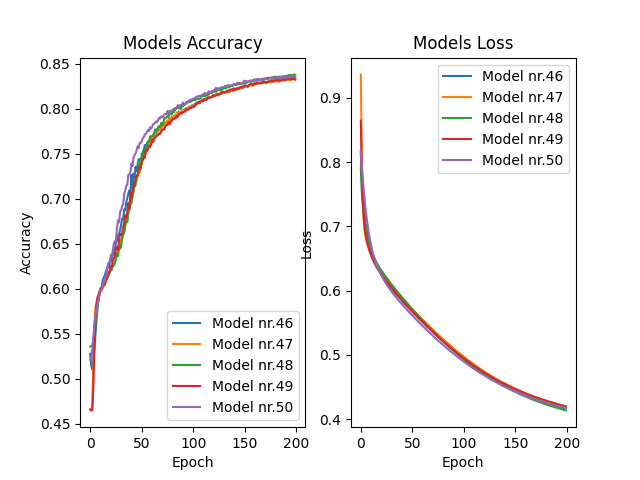 Models Accuracy
0.85
0.80
0.75
0.70
0.65
0.60
0.55
0.50
0.45
Accuracy
Model nr.46
Model nr.47
Model nr.48
Model nr.49
Model nr.50
0 50 100 150 200
Epoch
Models Loss
0.9
0.8
0.7
0.6
0.5
0.4
Loss
Model nr.46
Model nr.47
Model nr.48
Model nr.49
Model nr.50
0 50 100 150 200
Epoch